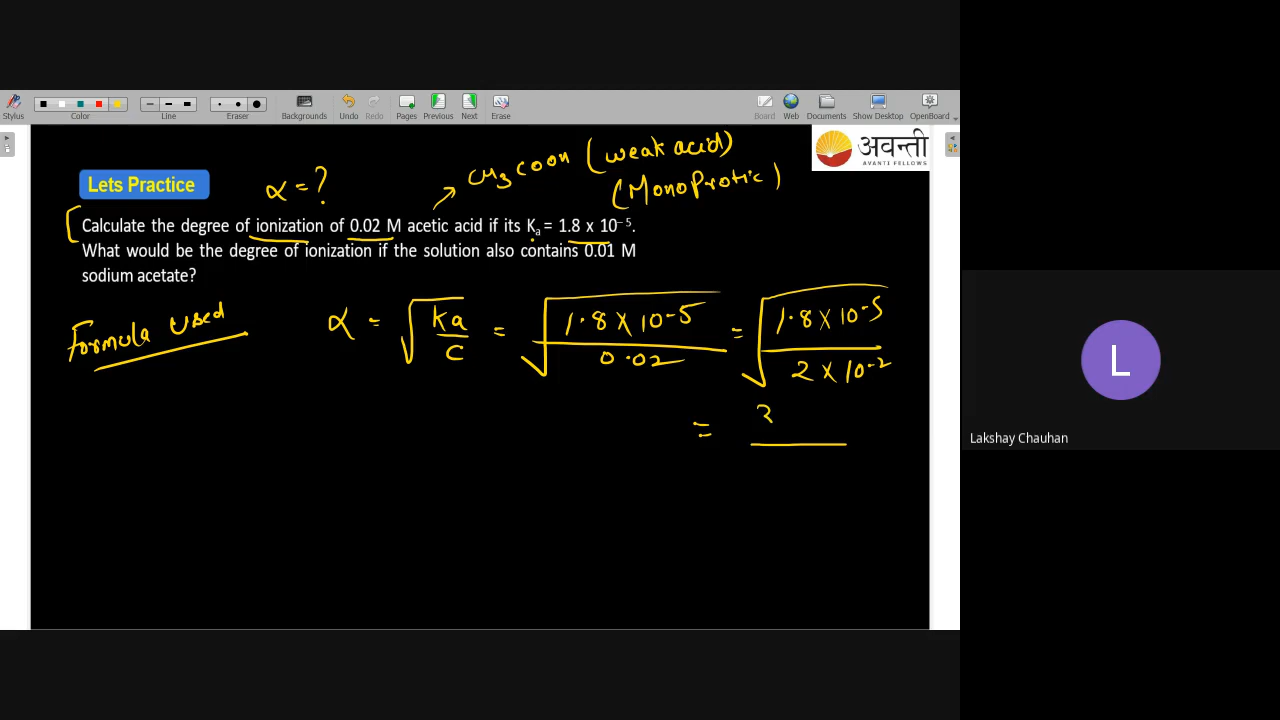 Stylus Color Line Eraser Backgrounds Undo Redo Pages Previous Next Erase Board Web Documents Show Desktop OpenBoard
अवन्ती
AVANTI FELLOWS
Lets Practice
α = ?
CH3COOH (weak acid)
(MonoProtic)
Calculate the degree of ionization of 0.02 M acetic acid if its Ka = 1.8 x 10⁻⁵.
What would be the degree of ionization if the solution also contains 0.01 M
sodium acetate?
Formula used
α = √(Ka/C) = √(1.8 × 10-5/0.02) = √(1.8 × 10-5/2 × 10-2)
= 3
L
Lakshay Chauhan